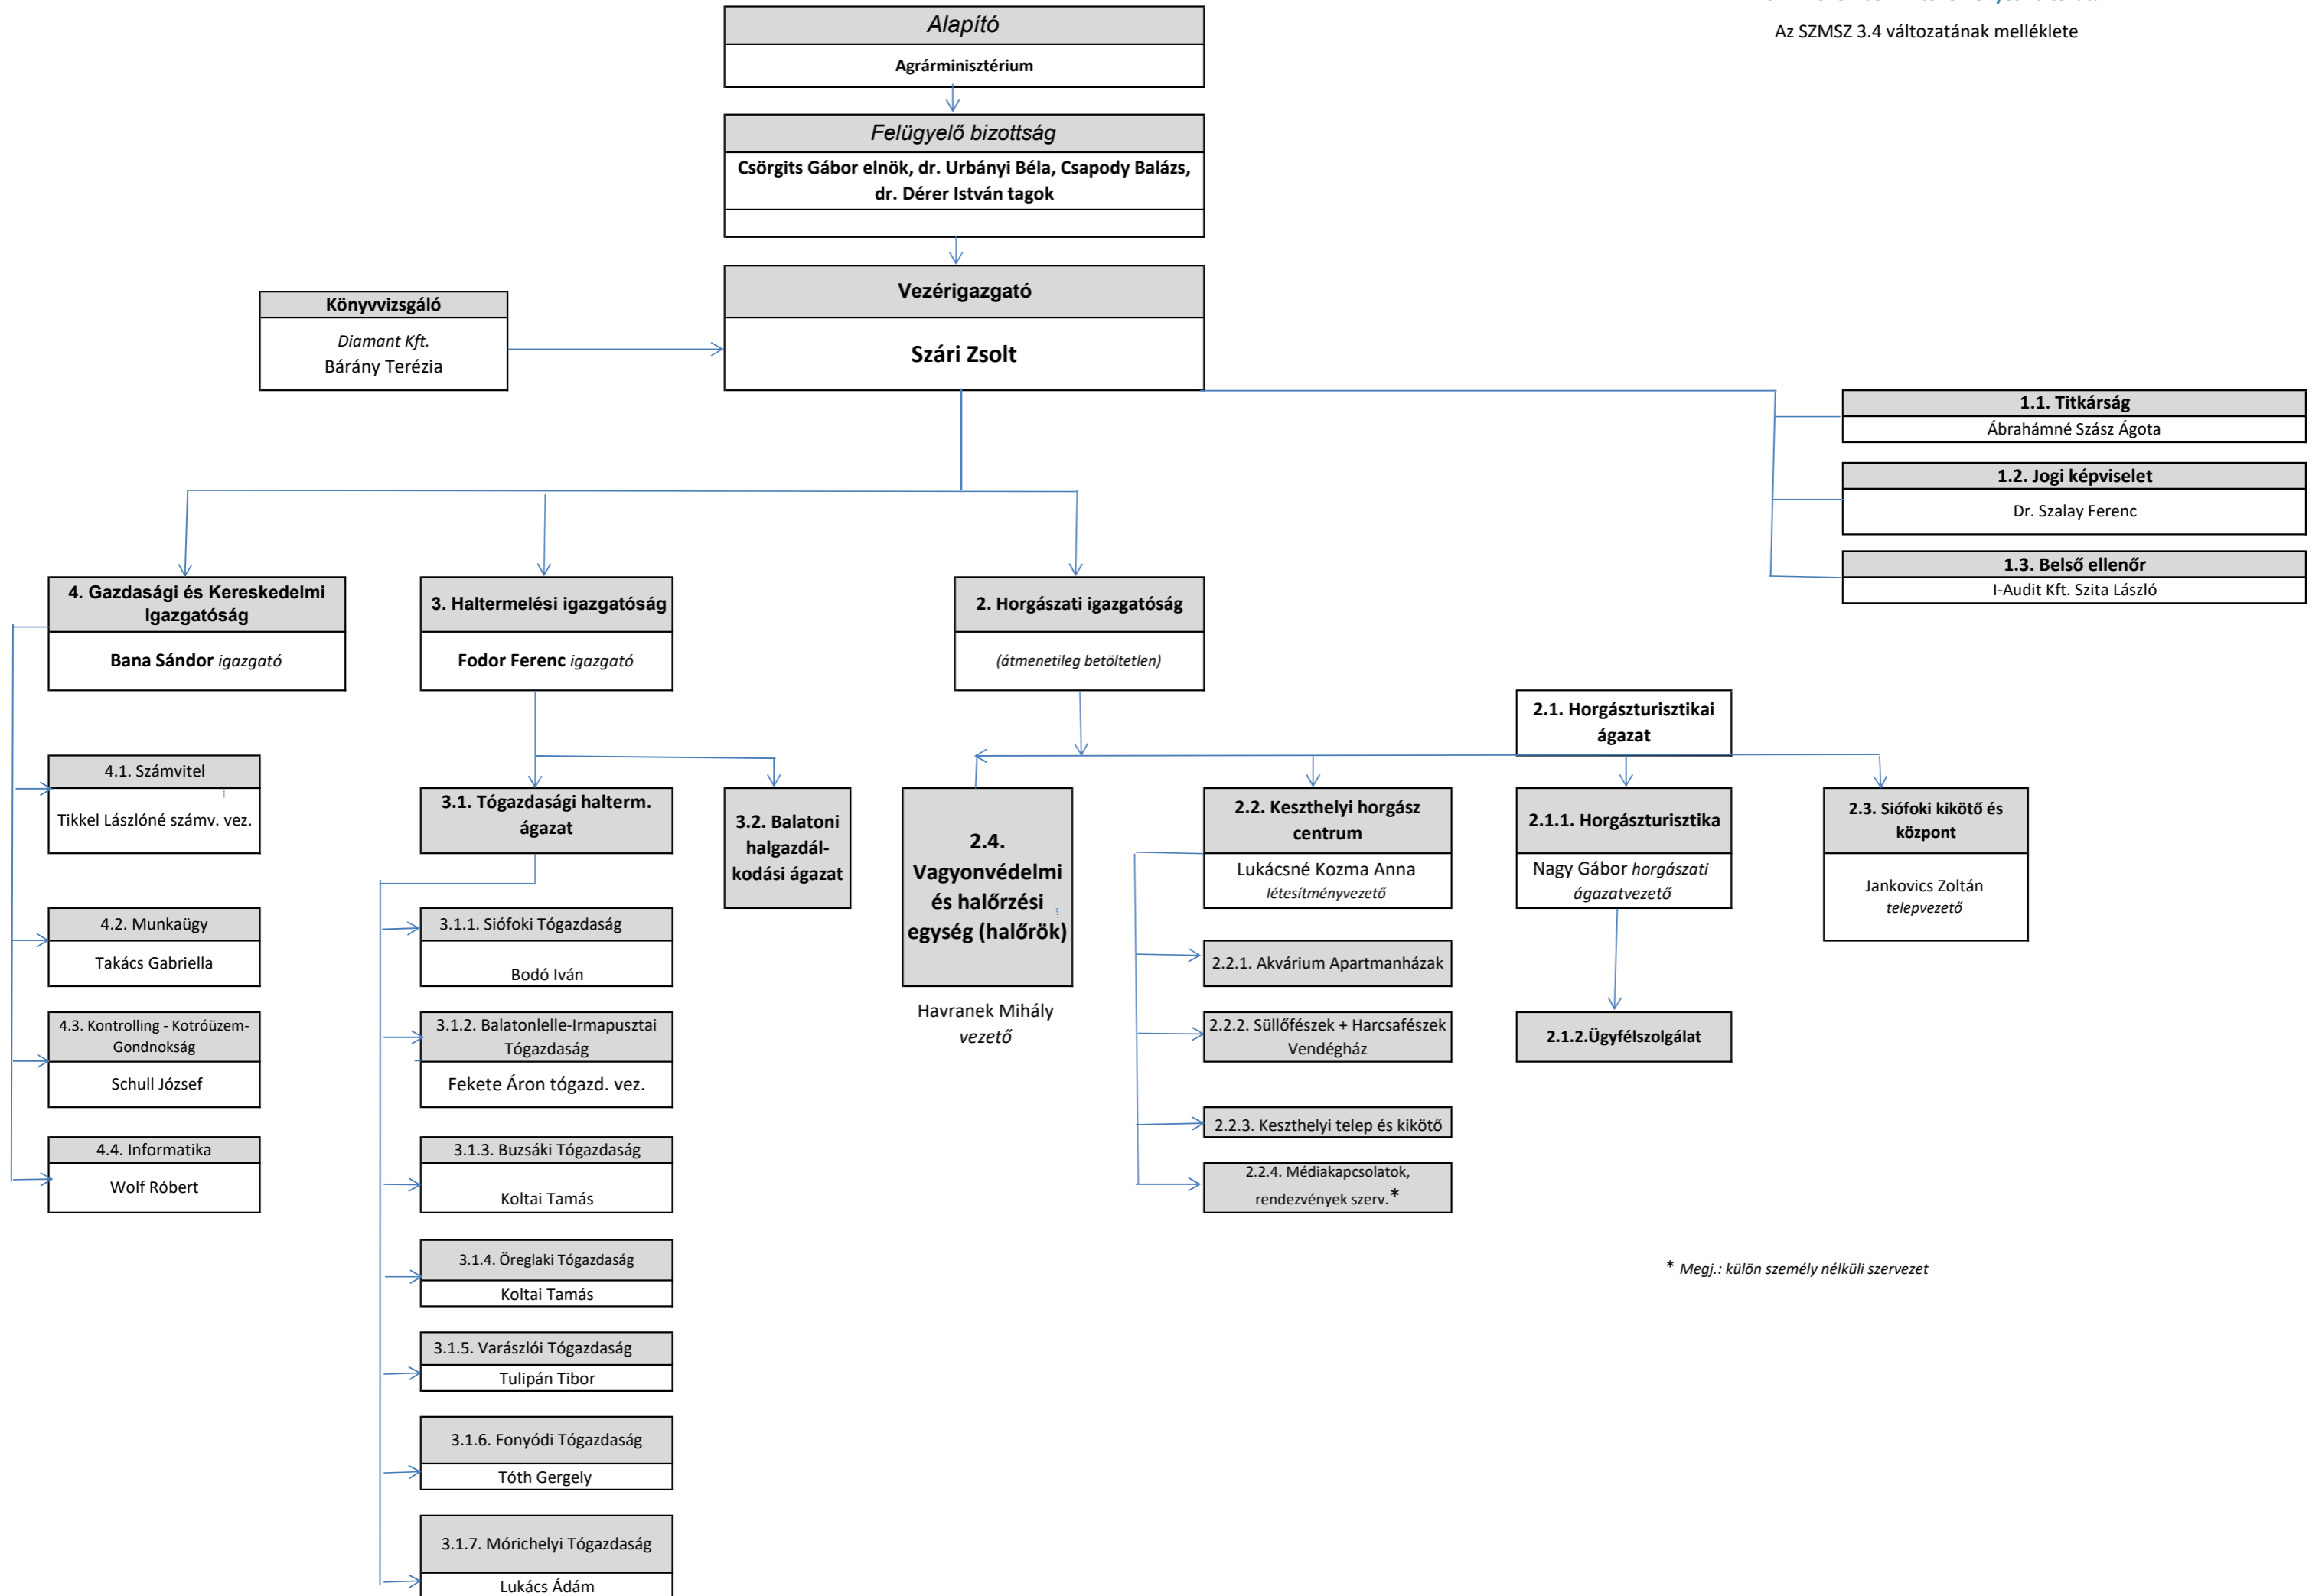 Az SZMSZ 3.4 változatának melléklete
Alapító
Agrárminisztérium
Felügyelő bizottság
Csörgits Gábor elnök, dr. Urbányi Béla, Csapody Balázs,
dr. Dérer István tagok
Vezérigazgató
Szári Zsolt
Könyvvizsgáló
Diamant Kft.
Bárány Terézia
1.1. Titkárság
Ábrahámné Szász Ágota
1.2. Jogi képviselet
Dr. Szalay Ferenc
1.3. Belső ellenőr
I-Audit Kft. Szita László
4. Gazdasági és Kereskedelmi
Igazgatóság
Bana Sándor igazgató
3. Haltermelési igazgatóság
Fodor Ferenc igazgató
2. Horgászati igazgatóság
(átmenetileg betöltetlen)
4.1. Számvitel
Tikkel Lászlóné számv. vez.
4.2. Munkaügy
Takács Gabriella
4.3. Kontrolling - Kotróüzem-
Gondnokság
Schull József
4.4. Informatika
Wolf Róbert
3.1. Tógazdasági halterm.
ágazat
3.2. Balatoni
halgazdál-
kodási ágazat
3.1.1. Siófoki Tógazdaság
Bodó Iván
3.1.2. Balatonlelle-Irmapusztai
Tógazdaság
Fekete Áron tógazd. vez.
3.1.3. Buzsáki Tógazdaság
Koltai Tamás
3.1.4. Öreglaki Tógazdaság
Koltai Tamás
3.1.5. Varászlói Tógazdaság
Tulipán Tibor
3.1.6. Fonyódi Tógazdaság
Tóth Gergely
3.1.7. Mórichelyi Tógazdaság
Lukács Ádám
2.4.
Vagyonvédelmi
és halőrzési
egység (halőrök)
Havranek Mihály
vezető
2.2. Keszthelyi horgász
centrum
Lukácsné Kozma Anna
létesítményvezető
2.2.1. Akvárium Apartmanházak
2.2.2. Süllőfészek + Harcsafészek
Vendégház
2.2.3. Keszthelyi telep és kikötő
2.2.4. Médiakapcsolatok,
rendezvények szerv.*
2.1. Horgászturisztikai
ágazat
2.1.1. Horgászturisztika
Nagy Gábor horgászati
ágazatvezető
2.1.2.Ügyfélszolgálat
2.3. Siófoki kikötő és
központ
Jankovics Zoltán
telepvezető
* Megj.: külön személy nélküli szervezet